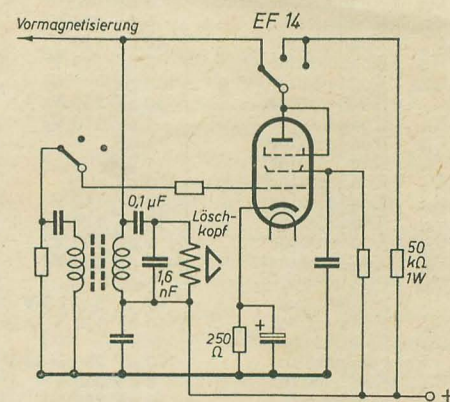 Vormagnetisierung
EF 14
0,1 µF
Lösch-
kopf
1,6
nF
50
kΩ
1W
250
Ω
+
+